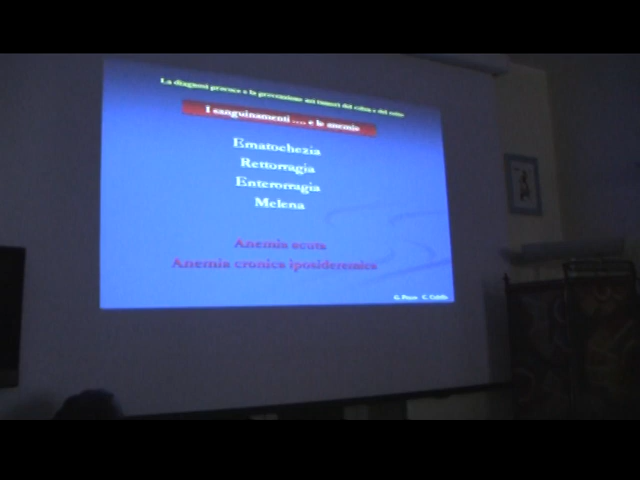 La diagnosi precoce e la prevenzione nei tumori del colon e del retto
I sanguinamenti .... e le anemie
Ematochezia
Rettorragia
Enterorragia
Melena
Anemia acuta
Anemia cronica iposideremica
G. C.